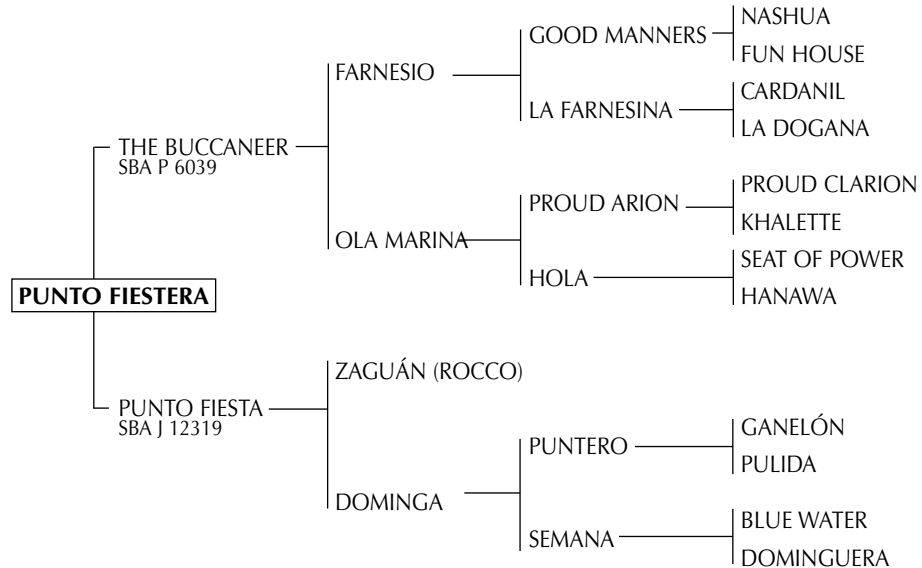 NASHUA
GOOD MANNERS
FUN HOUSE
FARNESIO
CARDANIL
LA FARNESINA
LA DOGANA
THE BUCCANEER
SBA P 6039
PROUD CLARION
PROUD ARION
KHALETTE
OLA MARINA
SEAT OF POWER
HOLA
HANAWA
PUNTO FIESTERA
ZAGUÁN (ROCCO)
PUNTO FIESTA
SBA J 12319
GANELÓN
PUNTERO
PULIDA
DOMINGA
BLUE WATER
SEMANA
DOMINGUERA